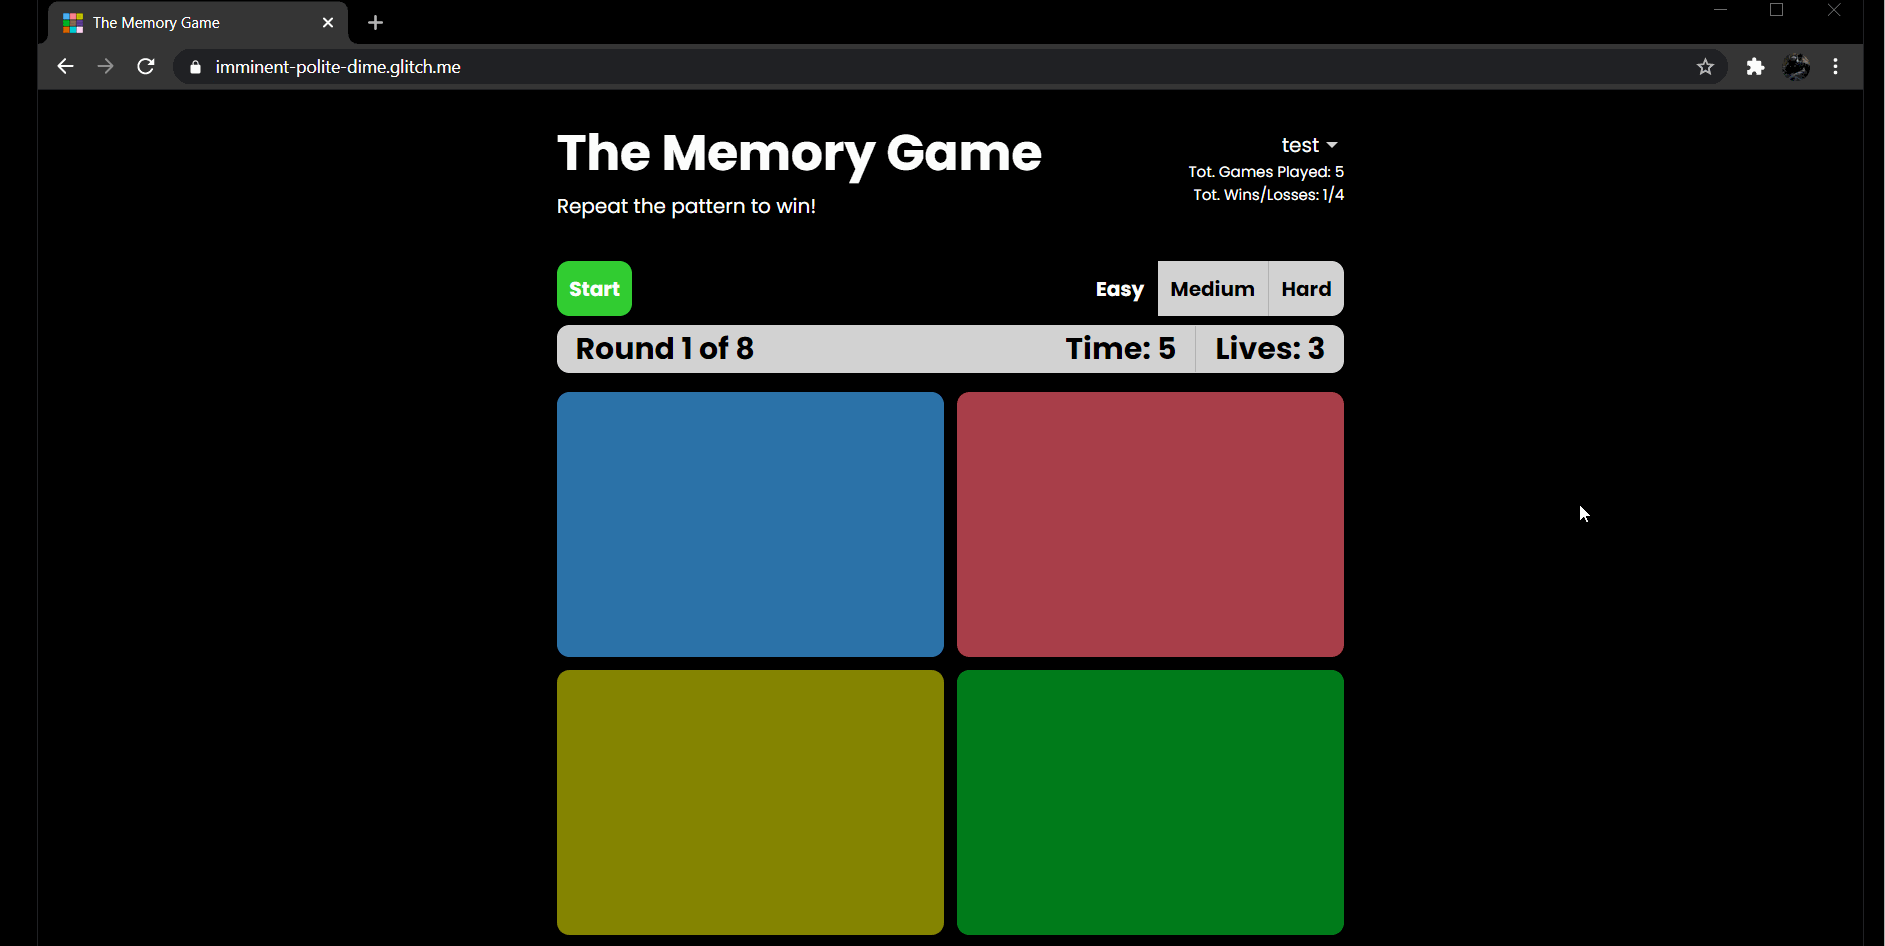 The Memory Game
imminent-polite-dime.glitch.me
The Memory Game
test
Tot. Games Played: 5
Tot. Wins/Losses: 1/4
Repeat the pattern to win!
Start
Easy Medium Hard
Round 1 of 8 Time: 5 Lives: 3